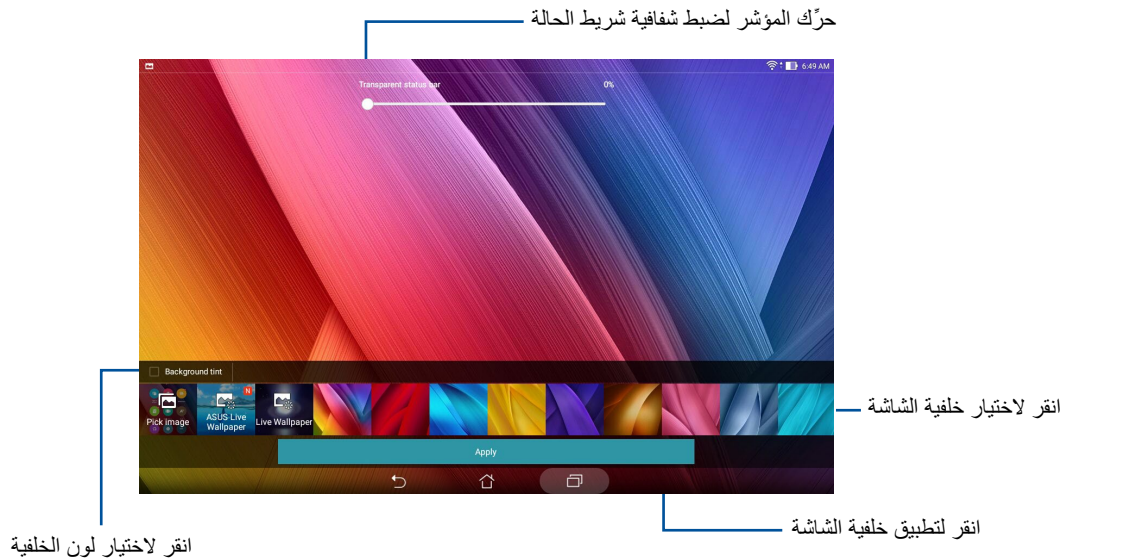 حرِّك المؤشر لضبط شفافية شريط الحالة
6:49 AM
Transparent status bar 0%
Background tint
Pick image
ASUS Live
Wallpaper
N
Live Wallpaper
انقر لاختيار خلفية الشاشة
Apply
انقر لتطبيق خلفية الشاشة
انقر لاختيار لون الخلفية